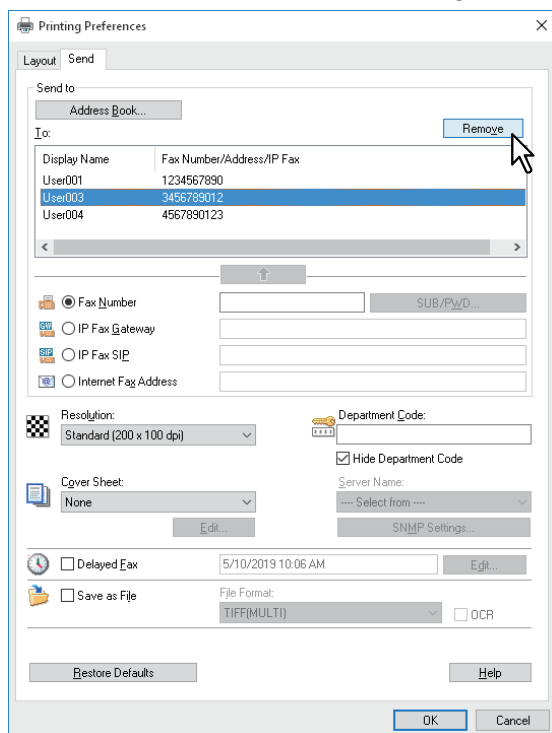 Printing Preferences
Layout Send
Send to
Address Book...
To:
Remove
Display Name Fax Number/Address/IP Fax
User001 1234567890
User003 3456789012
User004 4567890123
Fax Number SUB/PWD...
IP Fax Gateway
IP Fax SIP
Internet Fax Address
Resolution: Department Code:
Standard (200 x 100 dpi)
Hide Department Code
Cover Sheet: Server Name:
None ---- Select from ----
Edit... SNMP Settings...
Delayed Fax 5/10/2019 10:06 AM Edit...
Save as File File Format:
TIFF(MULTI) OCR
Restore Defaults Help
OK Cancel